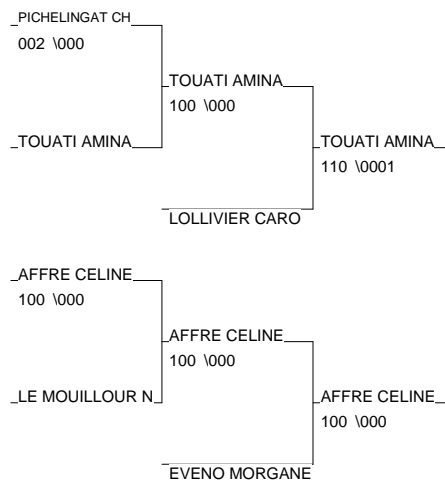 PICHELINGAT CH
002 \000
TOUATI AMINA
100 \000
TOUATI AMINA
TOUATI AMINA
110 \0001
LOLLIVIER CARO
AFFRE CELINE
100 \000
AFFRE CELINE
100 \000
LE MOUILLOUR N
AFFRE CELINE
100 \000
EVENO MORGANE